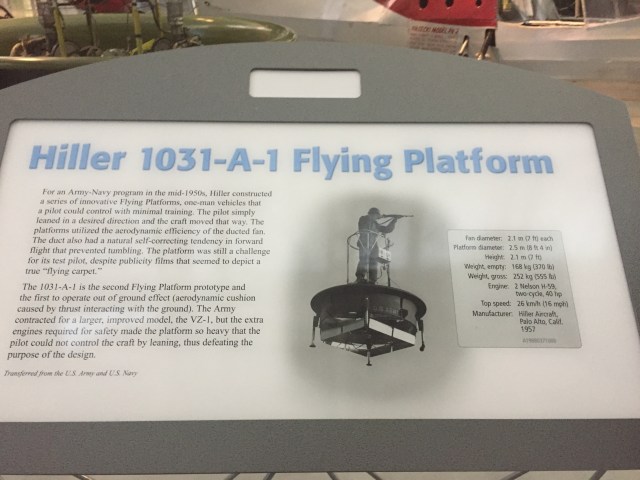 Hiller 1031-A-1 Flying Platform
For an Army-Navy program in the mid-1950s, Hiller constructed
a series of innovative Flying Platforms, one-man vehicles that
a pilot could control with minimal training. The pilot simply
leaned in a desired direction and the craft moved that way. The
platforms utilized the aerodynamic efficiency of the ducted fan.
The duct also had a natural self-correcting tendency in forward
flight that prevented tumbling. The platform was still a challenge
for its test pilot, despite publicity films that seemed to depict a
true “flying carpet.”
The 1031-A-1 is the second Flying Platform prototype and
the first to operate out of ground effect (aerodynamic cushion
caused by thrust interacting with the ground). The Army
contracted for a larger, improved model, the VZ-1, but the extra
engines required for safety made the platform so heavy that the
pilot could not control the craft by leaning, thus defeating the
purpose of the design.
Transferred from the U.S. Army and U.S. Navy
Fan diameter: 2.1 m (7 ft) each
Platform diameter: 2.5 m (8 ft 4 in)
Height: 2.1 m (7 ft)
Weight, empty: 168 kg (370 lb)
Weight, gross: 252 kg (555 lb)
Engine: 2 Nelson H-59,
two-cycle, 40 hp
Top speed: 26 km/h (16 mph)
Manufacturer: Hiller Aircraft,
Palo Alto, Calif.
1957